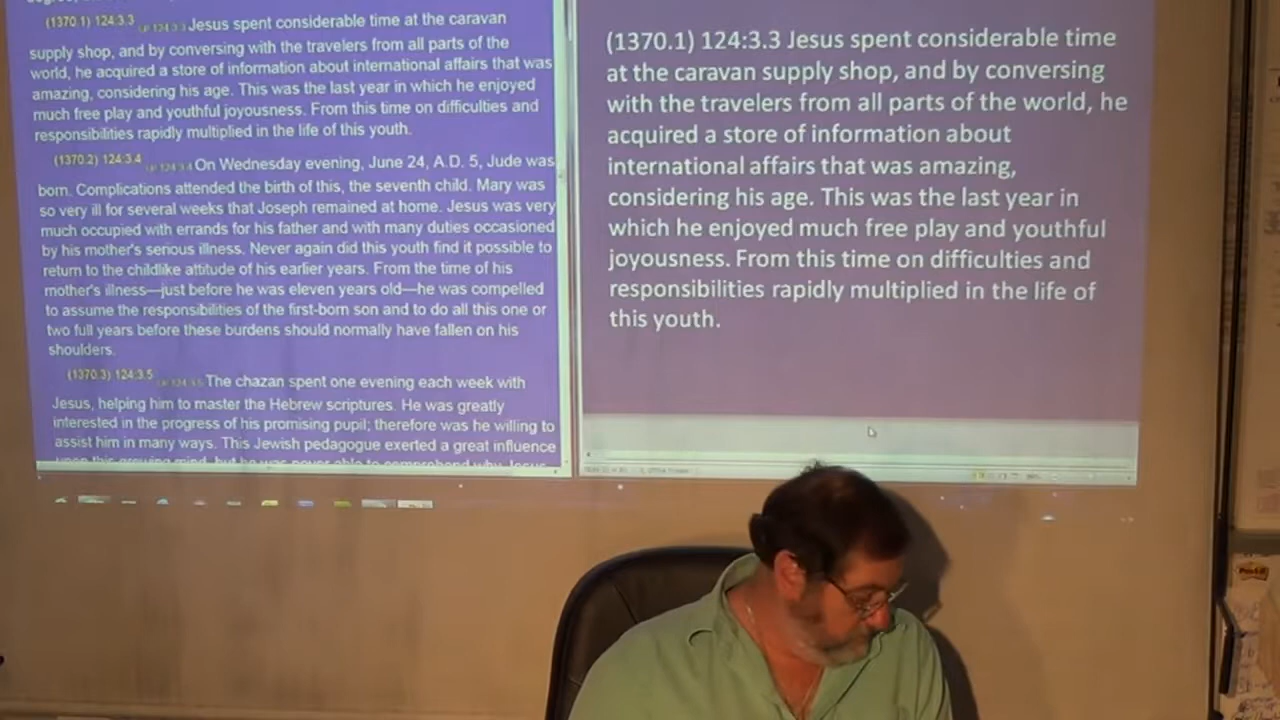 (1370.1) 124:3.3 Jesus spent considerable time at the caravan
supply shop, and by conversing with the travelers from all parts of the
world, he acquired a store of information about international affairs that was
amazing, considering his age. This was the last year in which he enjoyed
much free play and youthful joyousness. From this time on difficulties and
responsibilities rapidly multiplied in the life of this youth.
(1370.2) 124:3.4 On Wednesday evening, June 24, A.D. 5, Jude was
born. Complications attended the birth of this, the seventh child. Mary was
so very ill for several weeks that Joseph remained at home. Jesus was very
much occupied with errands for his father and with many duties occasioned
by his mother's serious illness. Never again did this youth find it possible to
return to the childlike attitude of his earlier years. From the time of his
mother's illness—just before he was eleven years old—he was compelled
to assume the responsibilities of the first-born son and to do all this one or
two full years before these burdens should normally have fallen on his
shoulders.
(1370.3) 124:3.5 The chazan spent one evening each week with
Jesus, helping him to master the Hebrew scriptures. He was greatly
interested in the progress of his promising pupil; therefore was he willing to
assist him in many ways. This Jewish pedagogue exerted a great influence
(1370.1) 124:3.3 Jesus spent considerable time
at the caravan supply shop, and by conversing
with the travelers from all parts of the world, he
acquired a store of information about
international affairs that was amazing,
considering his age. This was the last year in
which he enjoyed much free play and youthful
joyousness. From this time on difficulties and
responsibilities rapidly multiplied in the life of
this youth.
Post-it